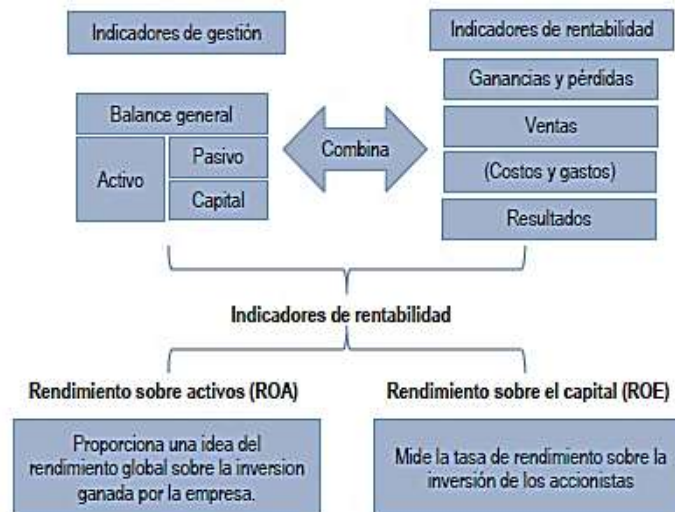 Indicadores de gestión
Indicadores de rentabilidad
Ganancias y pérdidas
Balance general
Ventas
Combina
Activo
Pasivo
(Costos y gastos)
Capital
Resultados
Indicadores de rentabilidad
Rendimiento sobre activos (ROA)
Rendimiento sobre el capital (ROE)
Proporciona una idea del
rendimiento global sobre la inversion
ganada por la empresa.
Mide la tasa de rendimiento sobre la
inversión de los accionistas